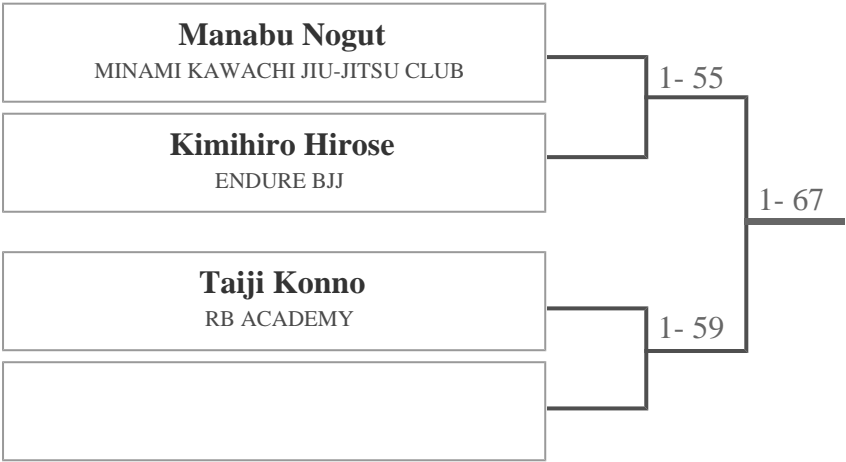 Manabu Nogut
MINAMI KAWACHI JIU-JITSU CLUB
1- 55
Kimihiro Hirose
ENDURE BJJ
1- 67
Taiji Konno
RB ACADEMY
1- 59